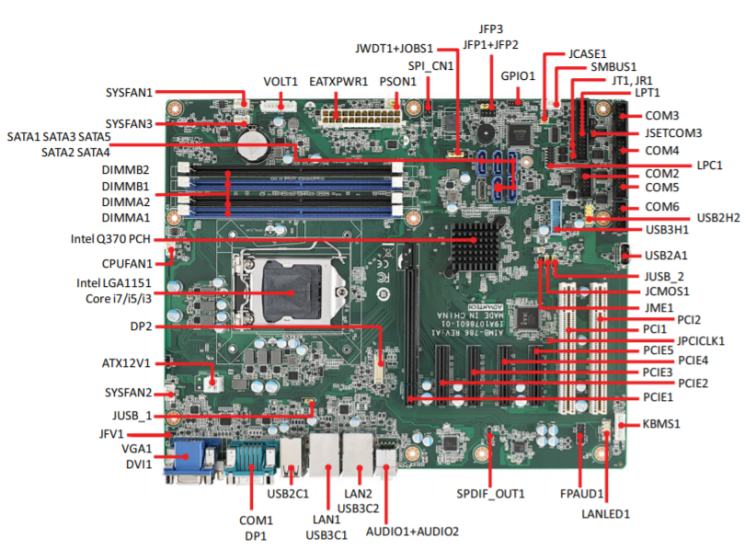 JFP3
JWDT1+JOBS1
JFP1+JFP2
JCASE1
SPI_CN1
GPIO1
SMBUS1
SYSFAN1
VOLT1
EATXPWR1
PSON1
JT1, JR1
LPT1
SYSFAN3
COM3
SATA1 SATA3 SATA5
SATA2 SATA4
JSETCOM3
COM4
DIMMB2
LPC1
DIMMB1
COM2
DIMMA2
COM5
DIMMA1
COM6
USB2H2
Intel Q370 PCH
USB3H1
CPUFAN1
USB2A1
Intel LGA1151
Core i7/i5/i3
JUSB_2
JCMOS1
JME1
ADVANTECH
MADE IN CHINA
19A1078601-01
AIMB-786 REV:A1
DP2
PCI2
PCI1
JPCICLK1
ATX12V1
PCIE5
PCIE4
PCIE3
SYSFAN2
PCIE2
PCIE1
JUSB_1
KBMS1
JFV1
VGA1
DVI1
USB2C1
LAN2
USB3C2
SPDIF_OUT1
FPAUD1
LANLED1
COM1
DP1
LAN1
USB3C1
AUDIO1+AUDIO2